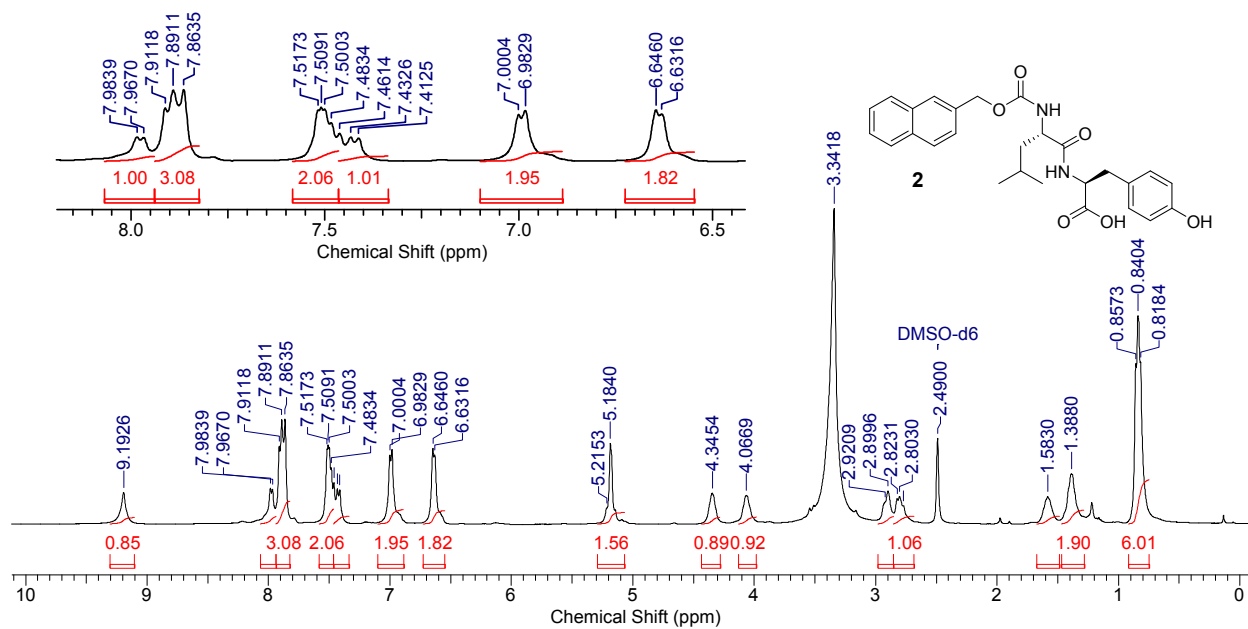 7.9839
7.9670
7.9118
7.8911
7.8635
7.5173
7.5091
7.5003
7.4834
7.4614
7.4326
7.4125
7.0004
6.9829
6.6460
6.6316
1.00 3.08 2.06 1.01 1.95 1.82
8.0 7.5 7.0 6.5
Chemical Shift (ppm)
O
O
N
H
O
N
H
O
OH
OH
2
9.1926
7.9839
7.9670
7.9118
7.8911
7.8635
7.5173
7.5091
7.5003
7.4834
7.0004
6.9829
6.6460
6.6316
5.2153
5.1840
4.3454
4.0669
3.3418
2.9209
2.8996
2.8231
2.8030
DMSO-d6
2.4900
1.5830
1.3880
0.8573
0.8404
0.8184
0.85 3.08 2.06 1.95 1.82 1.56 0.89 0.92 1.06 1.90 6.01
10 9 8 7 6 5 4 3 2 1 0
Chemical Shift (ppm)